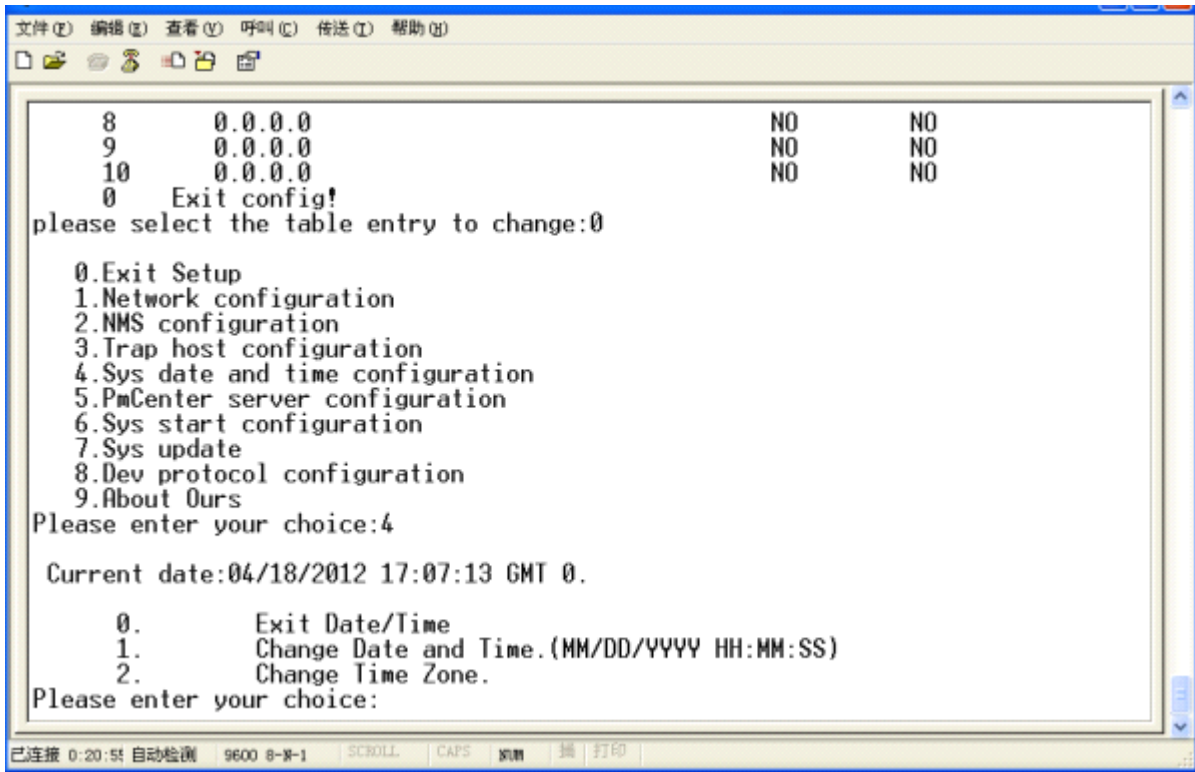 文件(F) 编辑(E) 查看(V) 呼叫(C) 传送(T) 帮助(H)
8 0.0.0.0 NO NO
9 0.0.0.0 NO NO
10 0.0.0.0 NO NO
0 Exit config!
please select the table entry to change:0
0.Exit Setup
1.Network configuration
2.NMS configuration
3.Trap host configuration
4.Sys date and time configuration
5.PmCenter server configuration
6.Sys start configuration
7.Sys update
8.Dev protocol configuration
9.About Ours
Please enter your choice:4
Current date:04/18/2012 17:07:13 GMT 0.
0. Exit Date/Time
1. Change Date and Time.(MM/DD/YYYY HH:MM:SS)
2. Change Time Zone.
Please enter your choice:
已连接 0:20:55 自动检测 9600 8-N-1 SCROLL CAPS NUM 捕 打印